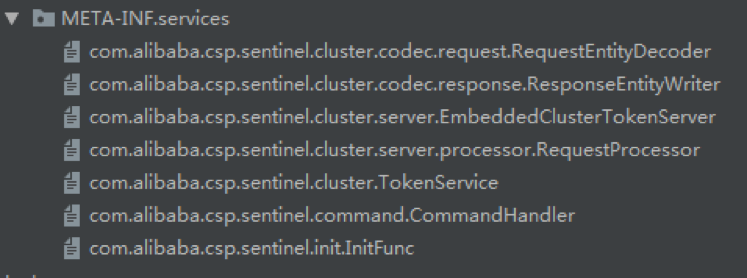 META-INF.services
com.alibaba.csp.sentinel.cluster.codec.request.RequestEntityDecoder
com.alibaba.csp.sentinel.cluster.codec.response.ResponseEntityWriter
com.alibaba.csp.sentinel.cluster.server.EmbeddedClusterTokenServer
com.alibaba.csp.sentinel.cluster.server.processor.RequestProcessor
com.alibaba.csp.sentinel.cluster.TokenService
com.alibaba.csp.sentinel.command.CommandHandler
com.alibaba.csp.sentinel.init.InitFunc